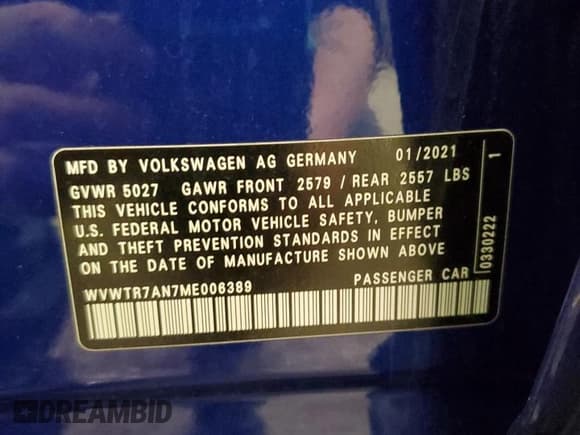 MFD BY VOLKSWAGEN AG GERMANY 01/2021
GVWR 5027 GAWR FRONT 2579 / REAR 2557 LBS
THIS VEHICLE CONFORMS TO ALL APPLICABLE
U.S. FEDERAL MOTOR VEHICLE SAFETY, BUMPER
AND THEFT PREVENTION STANDARDS IN EFFECT
ON THE DATE OF MANUFACTURE SHOWN ABOVE
WVWTR7AN7ME006389 PASSENGER CAR
0330222 1
DREAMBID